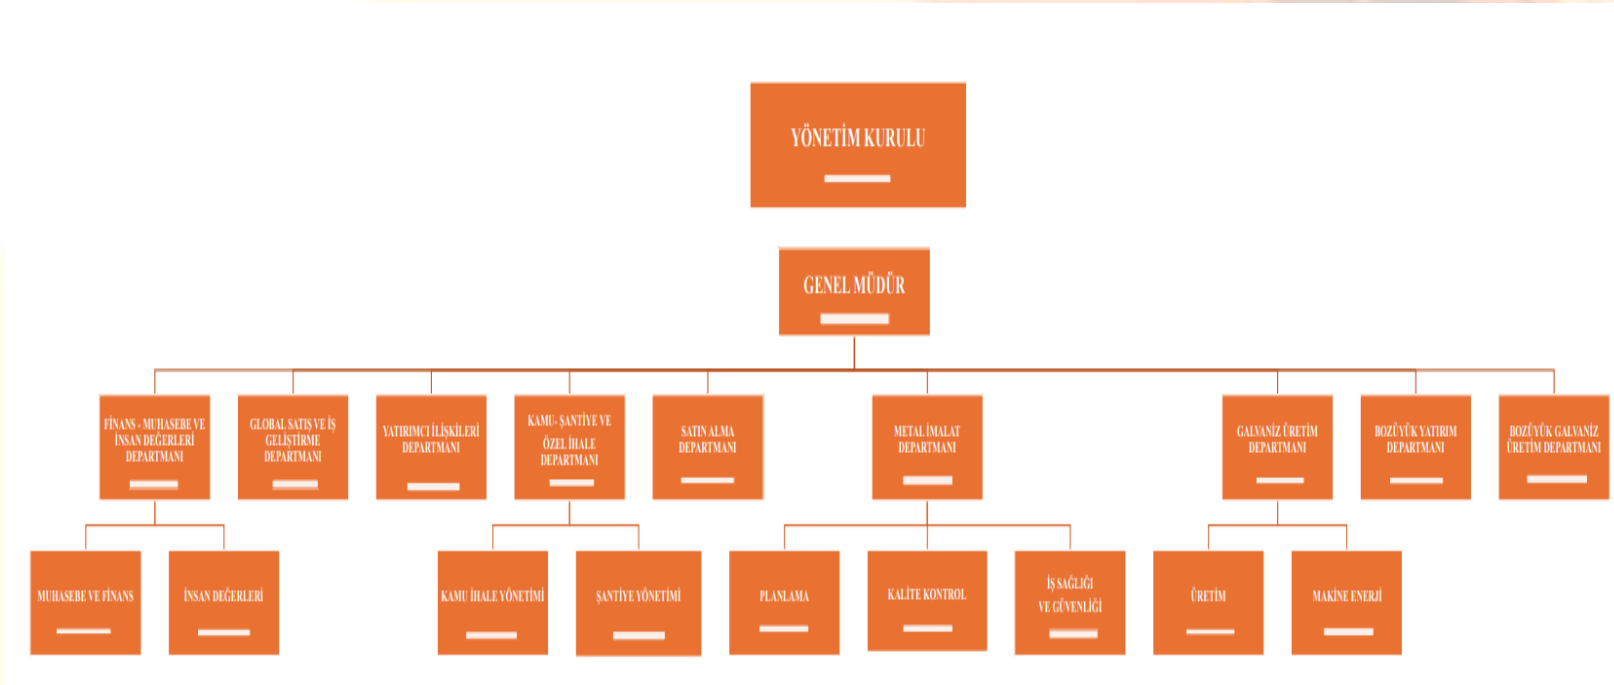 YÖNETİM KURULU
GENEL MÜDÜR
FİNANS - MUHASEBE VE
İNSAN DEĞERLERİ
DEPARTMANI
GLOBAL SATIŞ VE İŞ
GELİŞTİRME
DEPARTMANI
YATIRIMCI İLİŞKİLERİ
DEPARTMANI
KAMU- ŞANTİYE VE
ÖZEL İHALE
DEPARTMANI
SATIN ALMA
DEPARTMANI
METAL İMALAT
DEPARTMANI
GALVANİZ ÜRETİM
DEPARTMANI
BOZÜYÜK YATIRIM
DEPARTMANI
BOZÜYÜK GALVANİZ
ÜRETİM DEPARTMANI
MUHASEBE VE FİNANS
İNSAN DEĞERLERİ
KAMU İHALE YÖNETİMİ
ŞANTİYE YÖNETİMİ
PLANLAMA
KALİTE KONTROL
İŞ SAĞLIĞI
VE GÜVENLİĞİ
ÜRETİM
MAKİNE ENERJİ